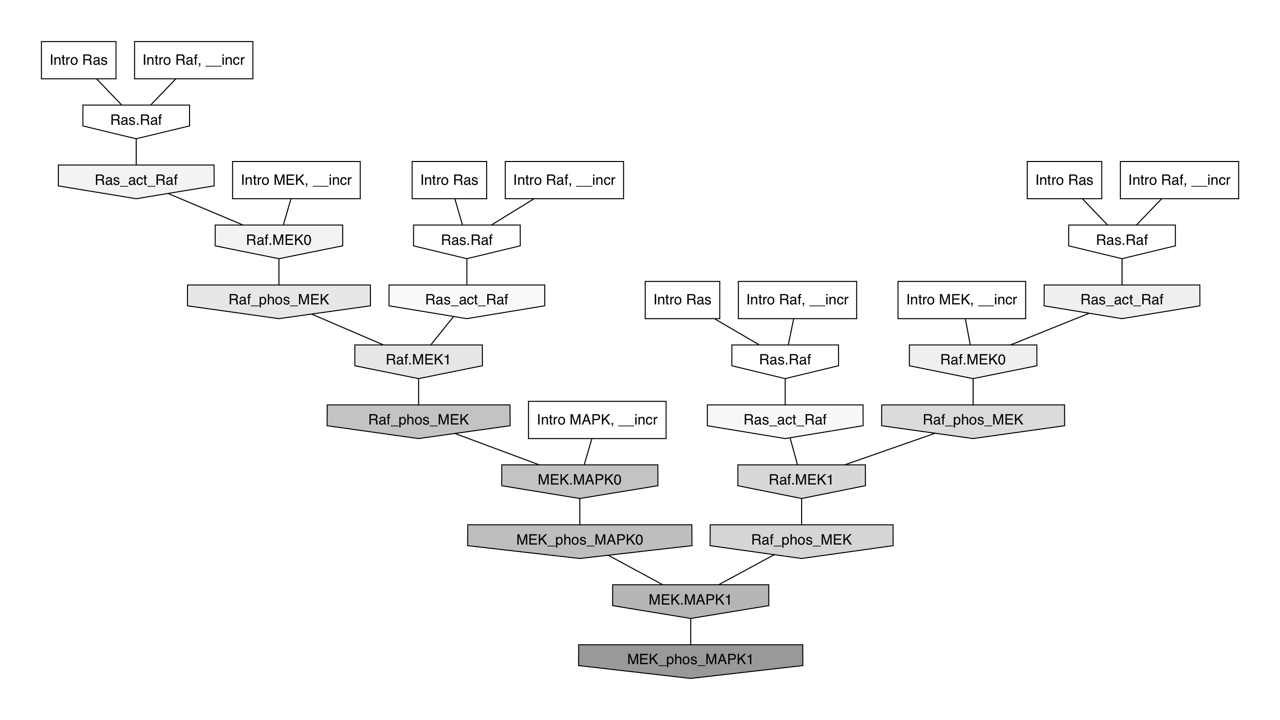 Intro Ras
Intro Raf, __incr
Ras.Raf
Ras_act_Raf
Intro MEK, __incr
Intro Ras
Intro Raf, __incr
Intro Ras
Intro Raf, __incr
Raf.MEK0
Ras.Raf
Ras.Raf
Raf_phos_MEK
Ras_act_Raf
Intro Ras
Intro Raf, __incr
Intro MEK, __incr
Ras_act_Raf
Raf.MEK1
Ras.Raf
Raf.MEK0
Raf_phos_MEK
Intro MAPK, __incr
Ras_act_Raf
Raf_phos_MEK
MEK.MAPK0
Raf.MEK1
MEK_phos_MAPK0
Raf_phos_MEK
MEK.MAPK1
MEK_phos_MAPK1